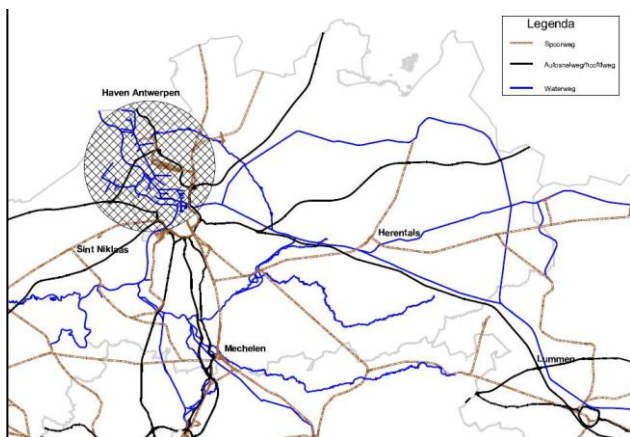 Legenda
Spoorweg
Autosnelweg/hoofdweg
Waterweg
Haven Antwerpen
Herentals
Sint Niklaas
Mechelen
Lummen